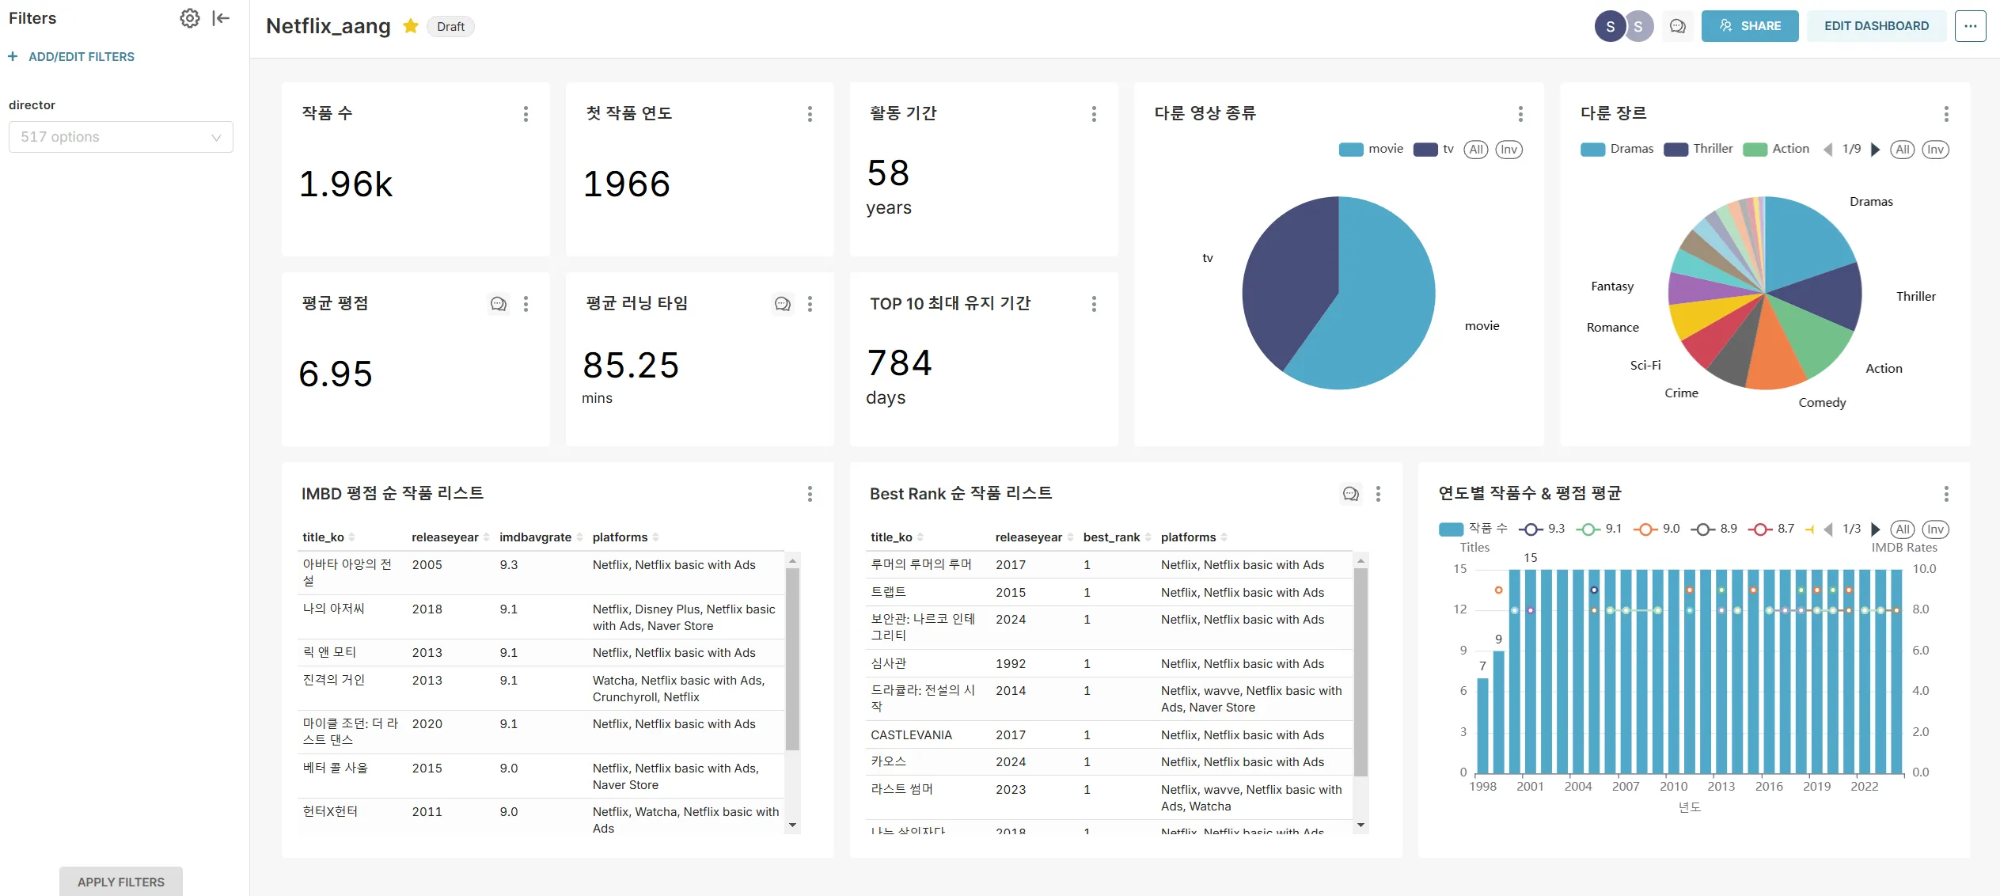 Filters
ADD/EDIT FILTERS
director
517 options
APPLY FILTERS
Netflix_aang
Draft
S S
SHARE
EDIT DASHBOARD
작품 수
1.96k
첫 작품 연도
1966
활동 기간
58
years
다룬 영상 종류
movie tv All Inv
tv
movie
다룬 장르
Dramas Thriller Action 1/9 All Inv
Dramas
Fantasy
Thriller
Romance
Sci-Fi
Action
Crime
Comedy
평균 평점
6.95
평균 러닝 타임
85.25
mins
TOP 10 최대 유지 기간
784
days
IMBD 평점 순 작품 리스트
title_ko releaseyear imdbavgrate platforms
아바타 아앙의 전 2005 9.3 Netflix, Netflix basic with Ads
설
나의 아저씨 2018 9.1 Netflix, Disney Plus, Netflix basic
with Ads, Naver Store
릭 앤 모티 2013 9.1 Netflix, Netflix basic with Ads
진격의 거인 2013 9.1 Watcha, Netflix basic with Ads,
Crunchyroll, Netflix
마이클 조던: 더 라 2020 9.1 Netflix, Netflix basic with Ads
스트 댄스
베터 콜 사울 2015 9.0 Netflix, Netflix basic with Ads,
Naver Store
헌터X헌터 2011 9.0 Netflix, Watcha, Netflix basic with
Ads
Best Rank 순 작품 리스트
title_ko releaseyear best_rank platforms
루머의 루머의 루머 2017 1 Netflix, Netflix basic with Ads
트랩트 2015 1 Netflix, Netflix basic with Ads
보안관: 나르코 인테 2024 1 Netflix, Netflix basic with Ads
그리티
심사관 1992 1 Netflix, Netflix basic with Ads
드라큘라: 전설의 시 2014 1 Netflix, wavve, Netflix basic with
작 Ads, Naver Store
CASTLEVANIA 2017 1 Netflix, Netflix basic with Ads
카오스 2024 1 Netflix, Netflix basic with Ads
라스트 썸머 2023 1 Netflix, wavve, Netflix basic with
Ads, Watcha
나는 살인자다 2018 1 Netflix, Netflix basic with Ads
연도별 작품수 & 평점 평균
작품 수 9.3 9.1 9.0 8.9 8.7 1/3 All Inv
Titles IMDB Rates
15
15 10.0
12 8.0
9
9 6.0
7
6 4.0
3 2.0
0 0.0
1998 2001 2004 2007 2010 2013 2016 2019 2022
년도